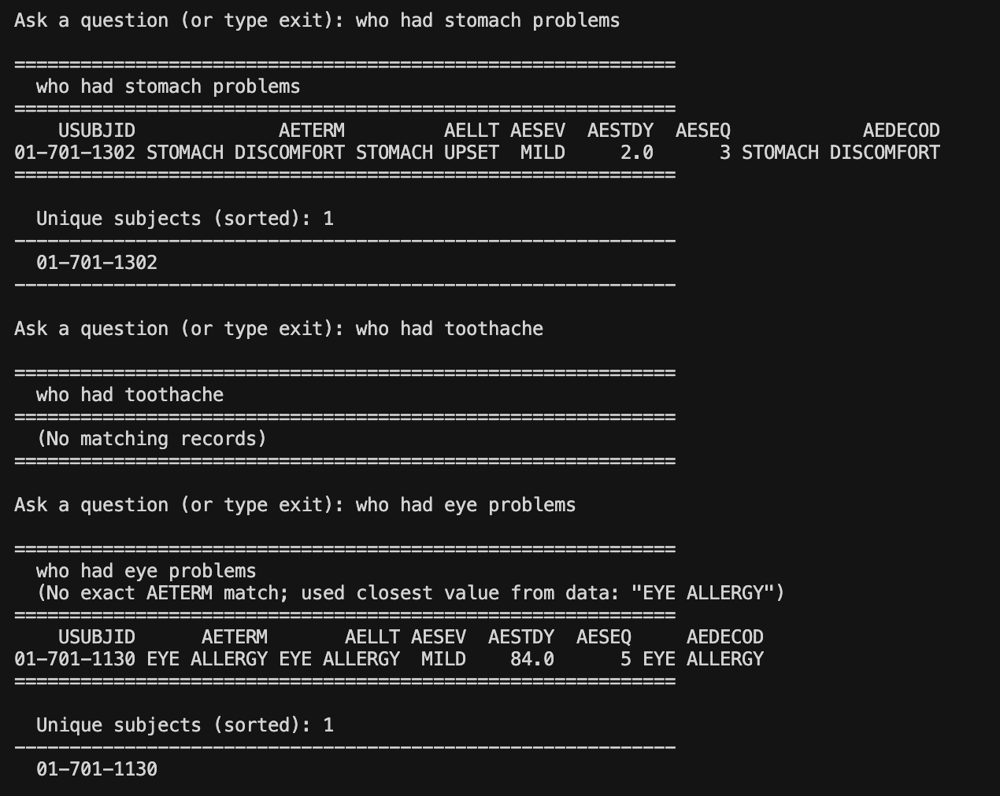 Ask a question (or type exit): who had stomach problems
============================================================
who had stomach problems
============================================================
USUBJID AETERM AELLT AESEV AESTDY AESEQ AEDECOD
01-701-1302 STOMACH DISCOMFORT STOMACH UPSET MILD 2.0 3 STOMACH DISCOMFORT
============================================================
Unique subjects (sorted): 1
------------------------------------------------------------
01-701-1302
------------------------------------------------------------
Ask a question (or type exit): who had toothache
============================================================
who had toothache
============================================================
(No matching records)
============================================================
Ask a question (or type exit): who had eye problems
============================================================
who had eye problems
(No exact AETERM match; used closest value from data: "EYE ALLERGY")
============================================================
USUBJID AETERM AELLT AESEV AESTDY AESEQ AEDECOD
01-701-1130 EYE ALLERGY EYE ALLERGY MILD 84.0 5 EYE ALLERGY
============================================================
Unique subjects (sorted): 1
------------------------------------------------------------
01-701-1130